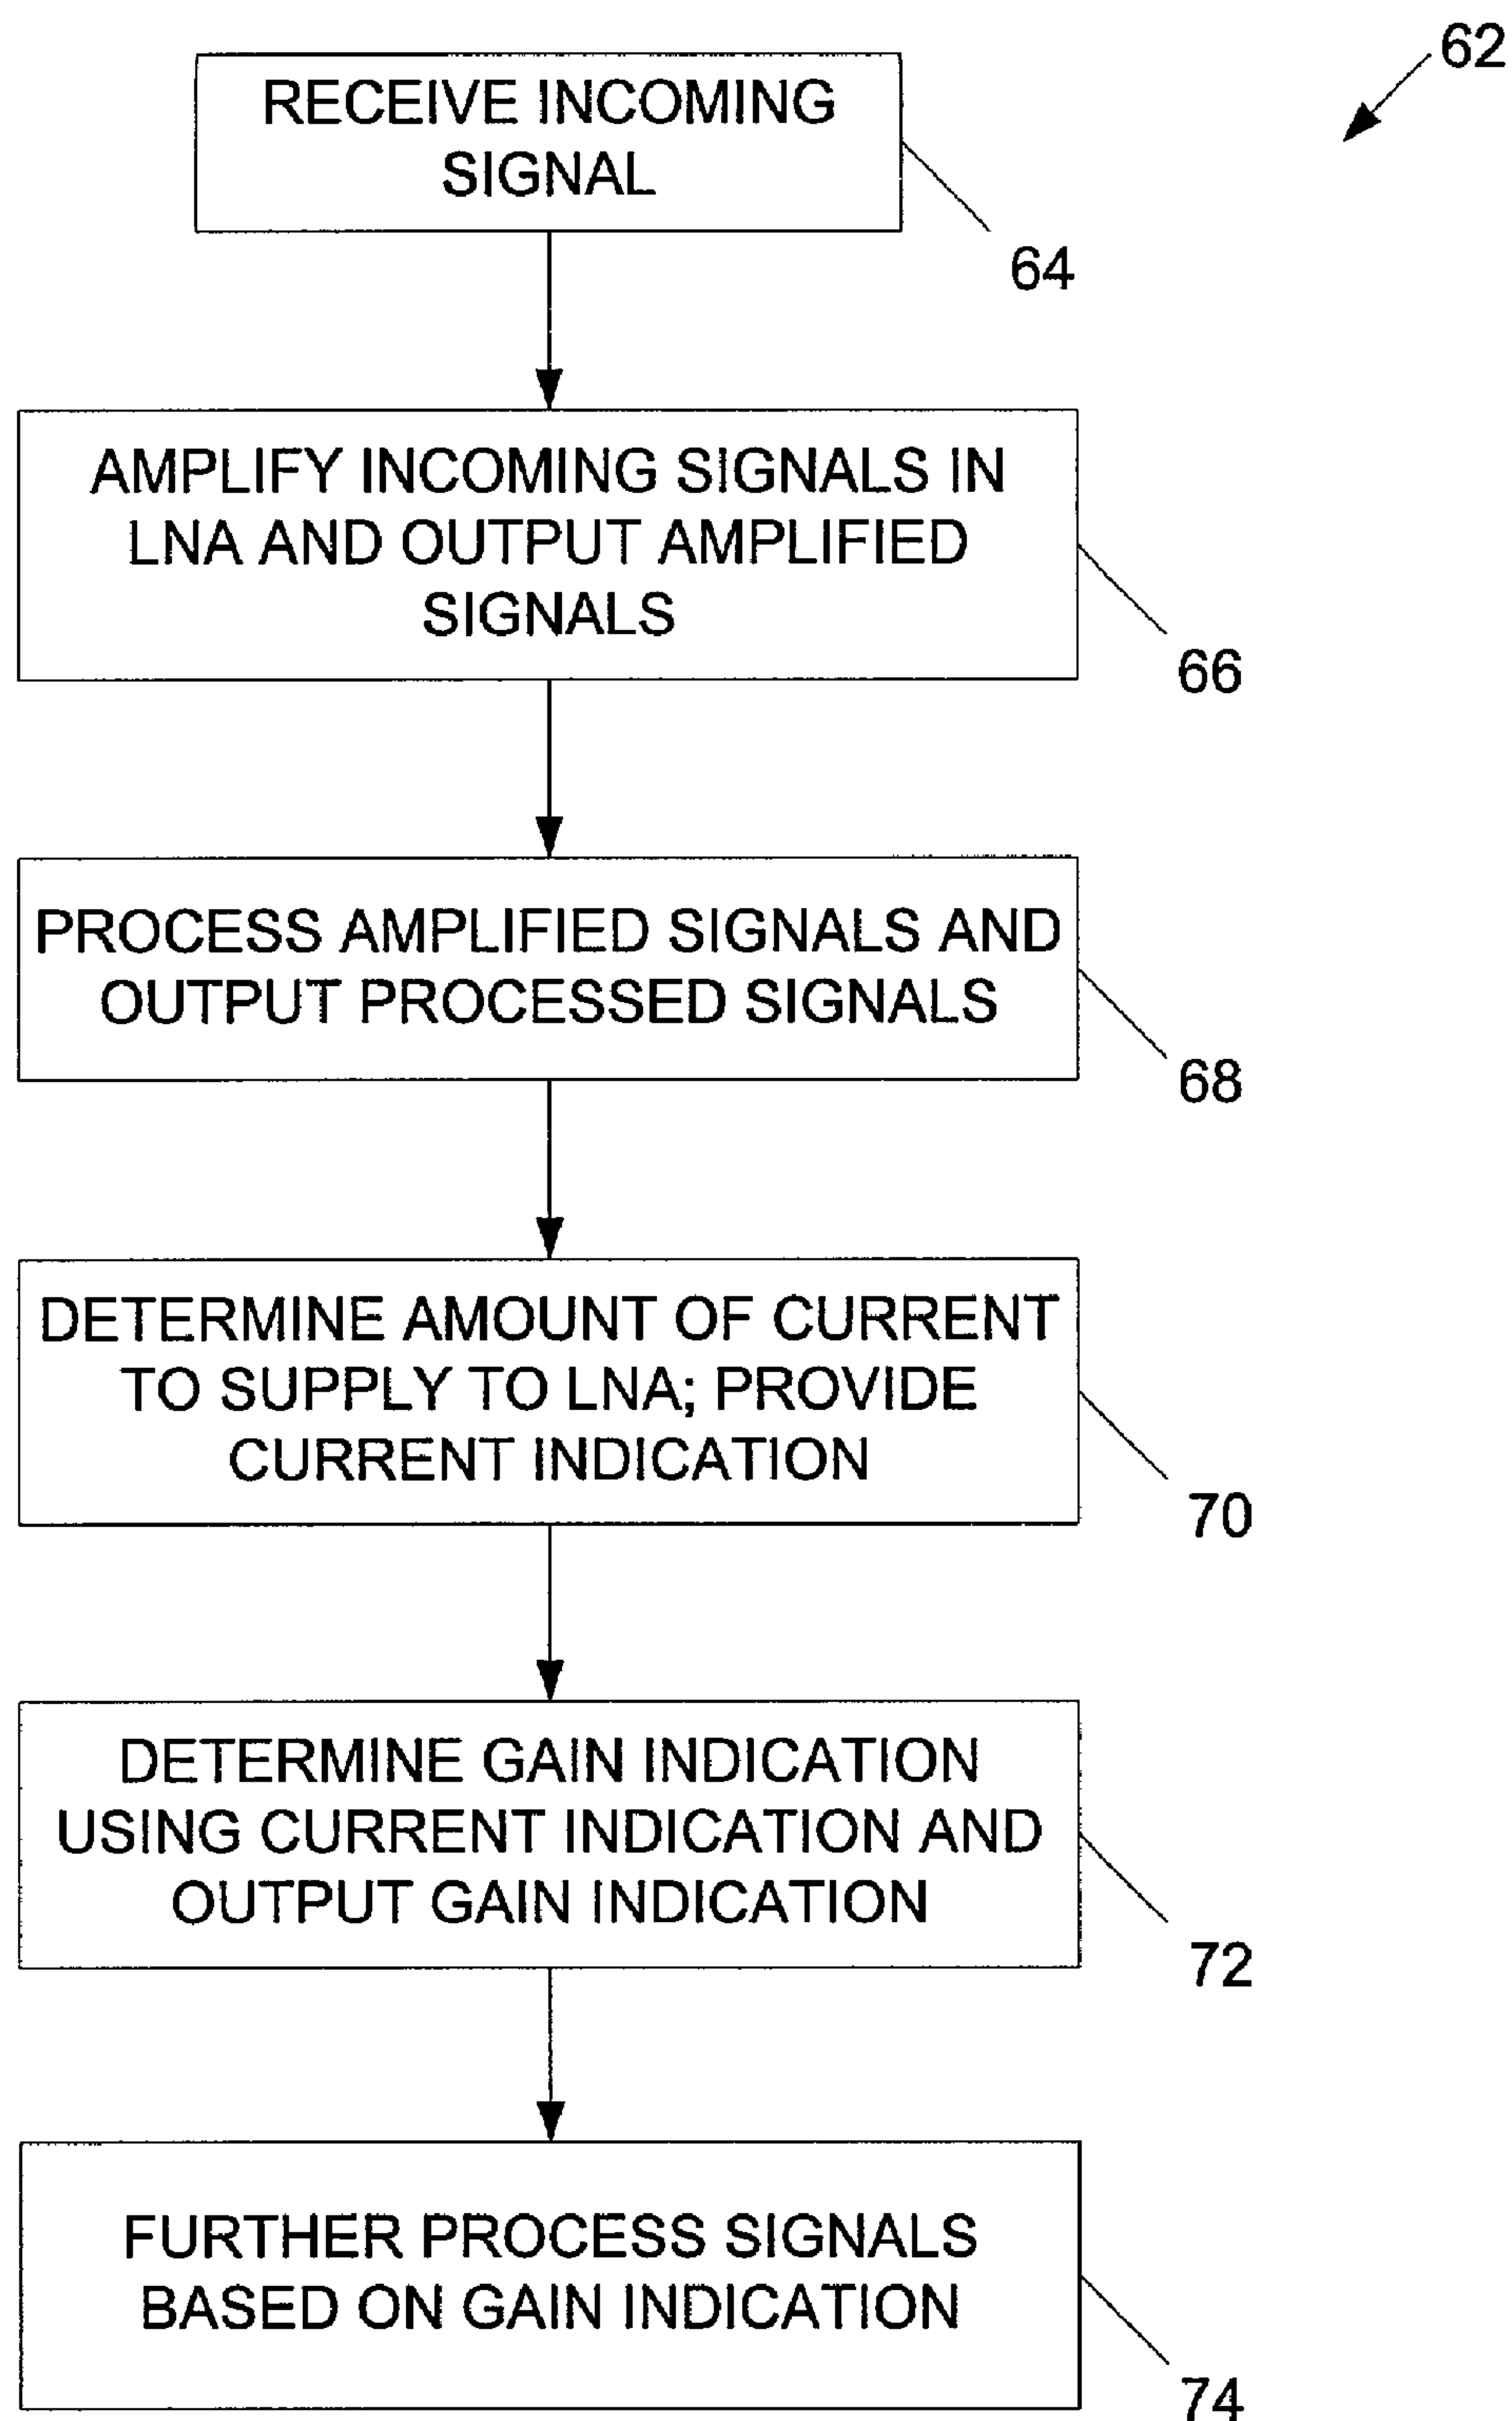 62
RECEIVE INCOMING
SIGNAL
64
AMPLIFY INCOMING SIGNALS IN
LNA AND OUTPUT AMPLIFIED
SIGNALS
66
PROCESS AMPLIFIED SIGNALS AND
OUTPUT PROCESSED SIGNALS
68
DETERMINE AMOUNT OF CURRENT
TO SUPPLY TO LNA; PROVIDE
CURRENT INDICATION
70
DETERMINE GAIN INDICATION
USING CURRENT INDICATION AND
OUTPUT GAIN INDICATION
72
FURTHER PROCESS SIGNALS
BASED ON GAIN INDICATION
74